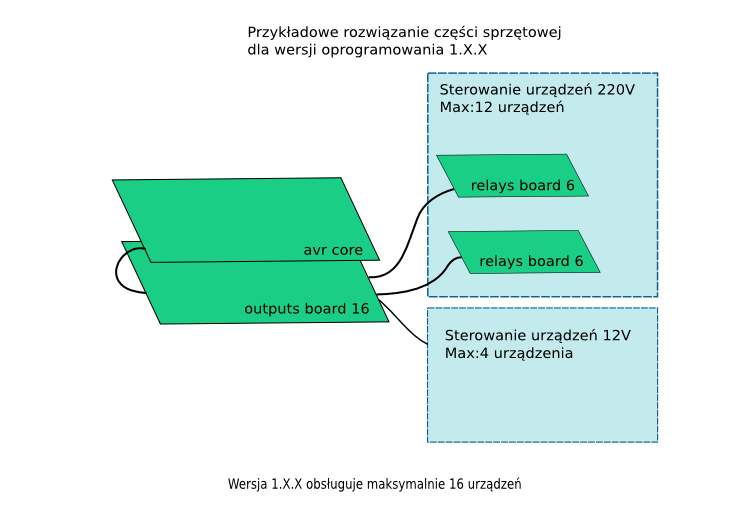 Przykładowe rozwiązanie części sprzętowej
dla wersji oprogramowania 1.X.X
Sterowanie urządzeń 220V
Max:12 urządzeń
relays board 6
avr core
relays board 6
outputs board 16
Sterowanie urządzeń 12V
Max:4 urządzenia
Wersja 1.X.X obsługuje maksymalnie 16 urządzeń